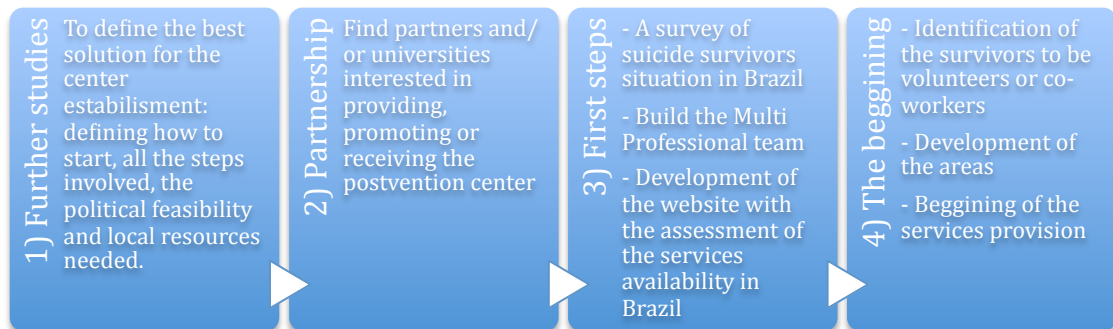 1) Further studies
To define the best
solution for the
center
estabilisment:
defining how to
start, all the steps
involved, the
political feasibility
and local resources
needed.
2) Partnership
Find partners and/
or universities
interested in
providing,
promoting or
receiving the
postvention center
3) First steps
- A survey of
suicide survivors
situation in Brazil
- Build the Multi
Professional team
- Development of
the website with
the assessment of
the services
availability in
Brazil
4) The beggining
- Identification of
the survivors to be
volunteers or co-
workers
- Development of
the areas
- Beggining of the
services provision